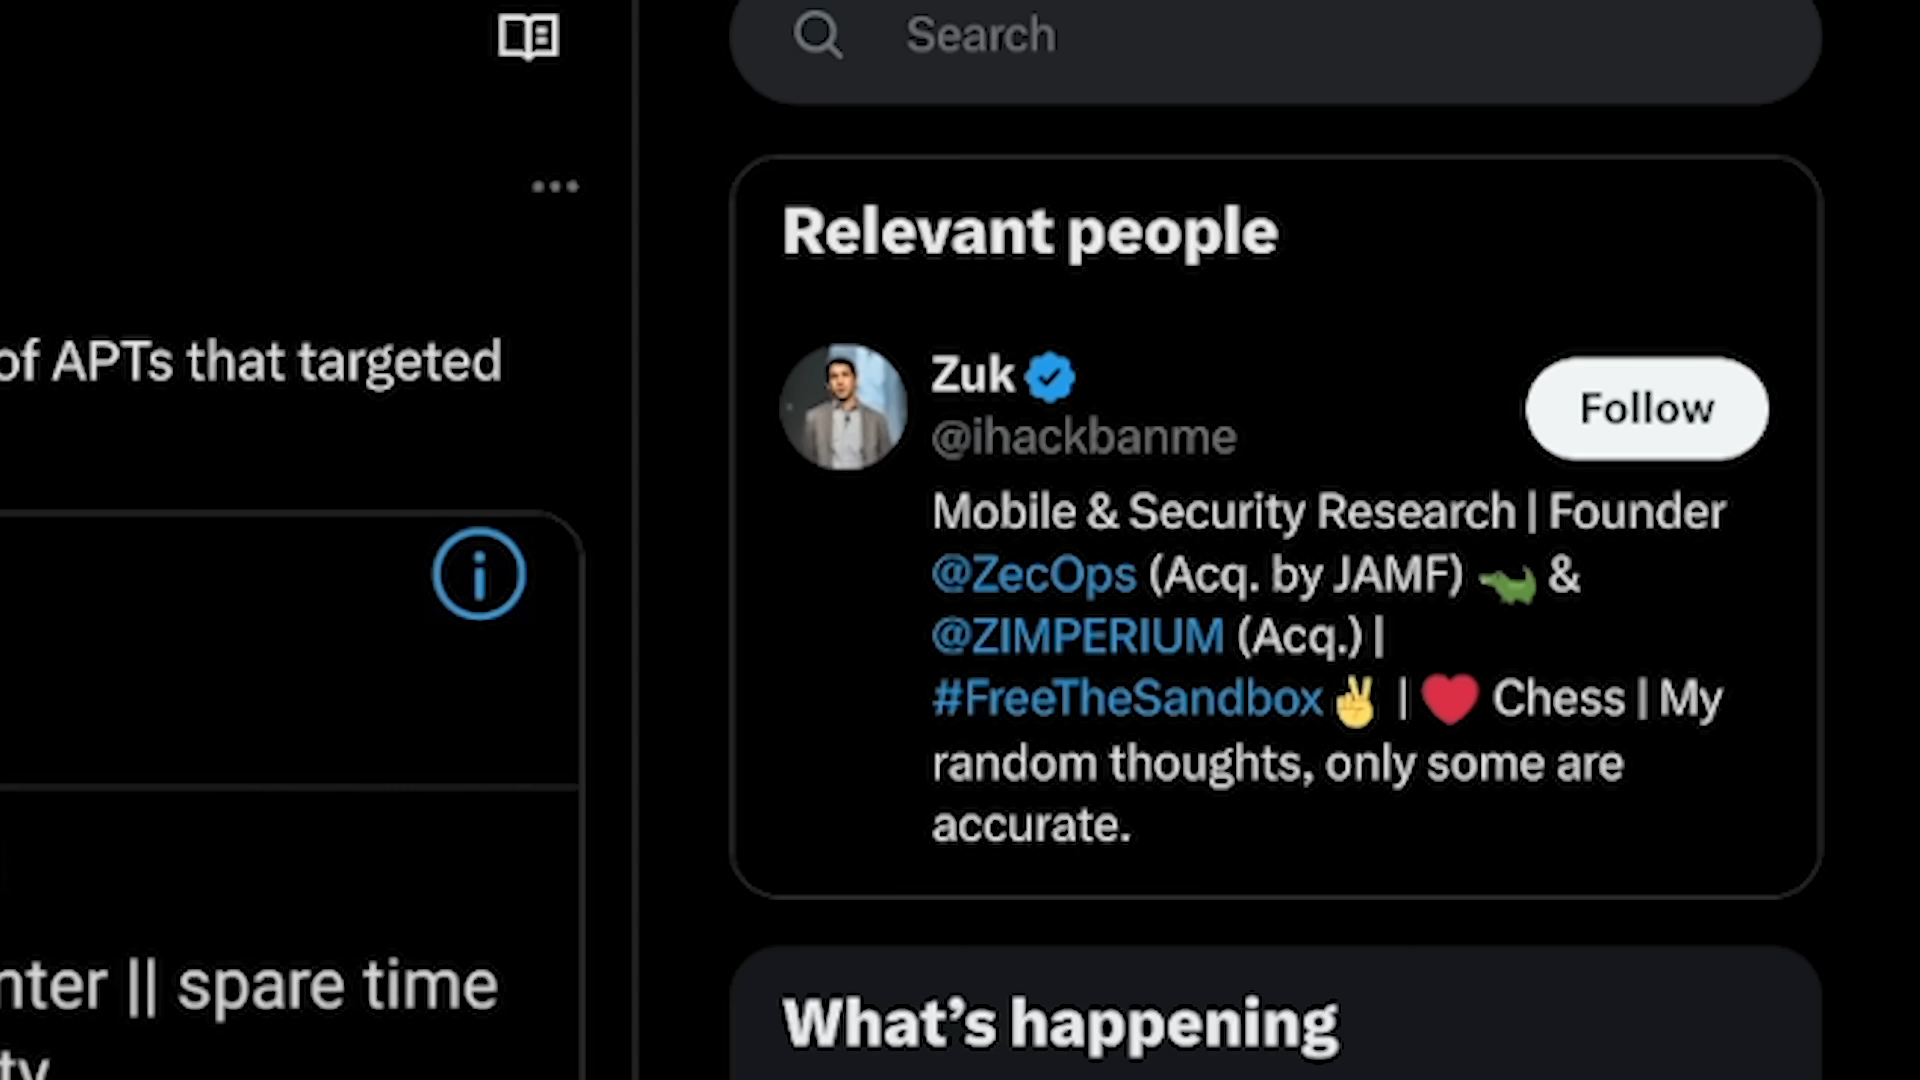 Search
of APTs that targeted
nter || spare time
ty
Relevant people
Zuk
@ihackbanme
Follow
Mobile & Security Research | Founder
@ZecOps (Acq. by JAMF) 🐊 &
@ZIMPERIUM (Acq.) |
#FreeTheSandbox✌️ | ❤️ Chess | My
random thoughts, only some are
accurate.
What's happening